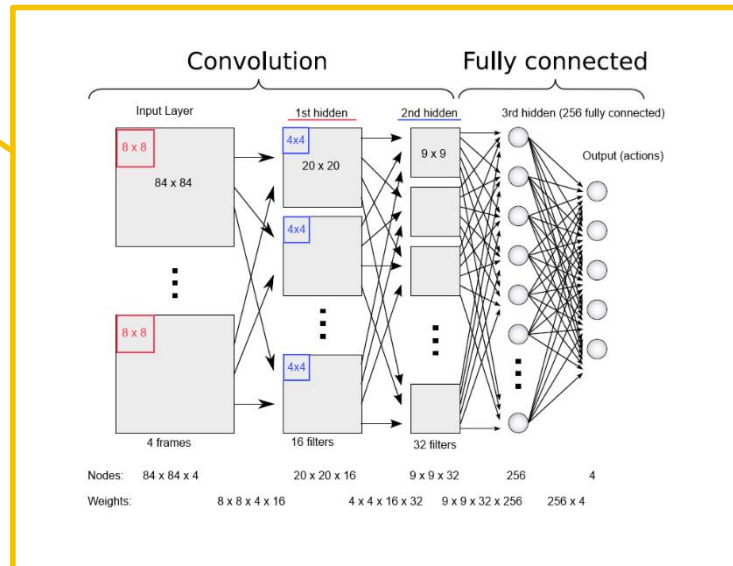 Convolution Fully connected
Input Layer 1st hidden 2nd hidden 3rd hidden (256 fully connected)
Output (actions)
8 x 8 4x4
84 x 84 20 x 20 9 x 9
4x4
8 x 8 4x4
4 frames 16 filters 32 filters
Nodes: 84 x 84 x 4 20 x 20 x 16 9 x 9 x 32 256 4
Weights: 8 x 8 x 4 x 16 4 x 4 x 16 x 32 9 x 9 x 32 x 256 256 x 4